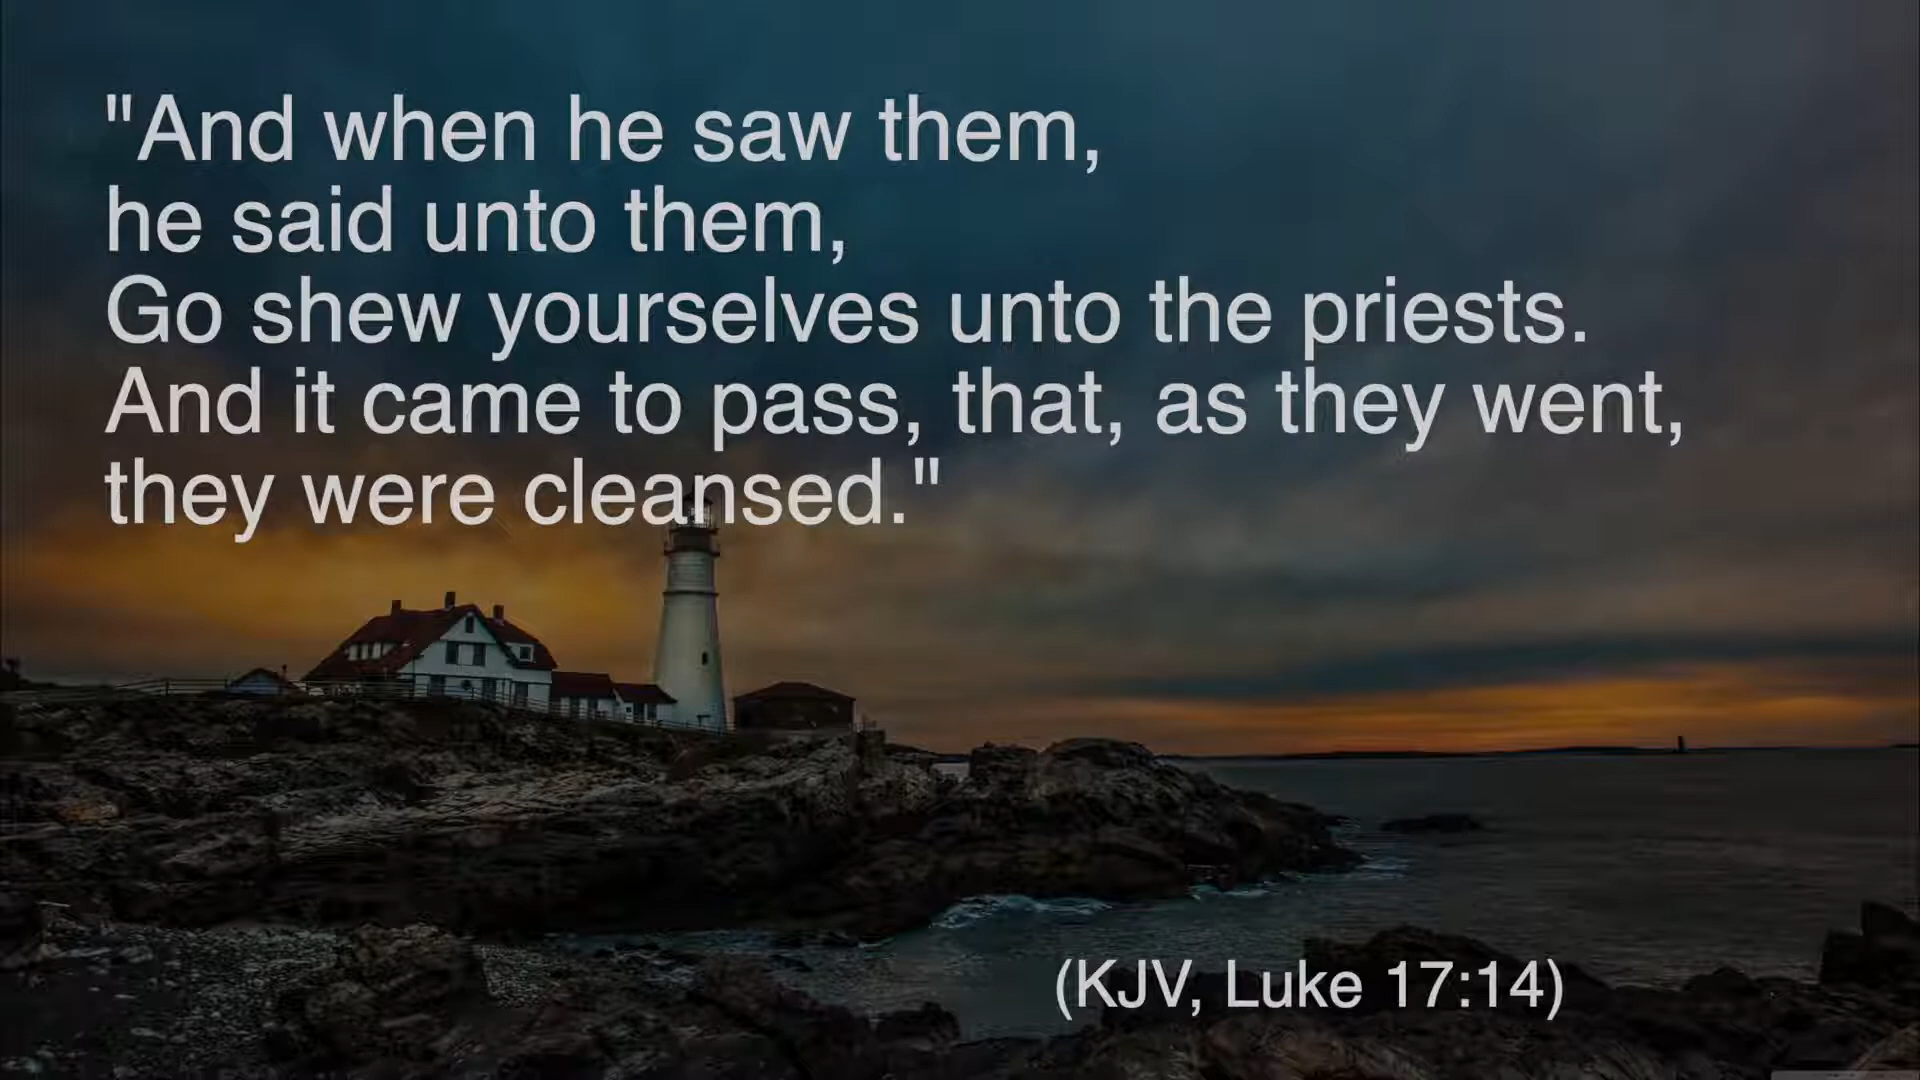 "And when he saw them,
he said unto them,
Go shew yourselves unto the priests.
And it came to pass, that, as they went,
they were cleansed."
(KJV, Luke 17:14)